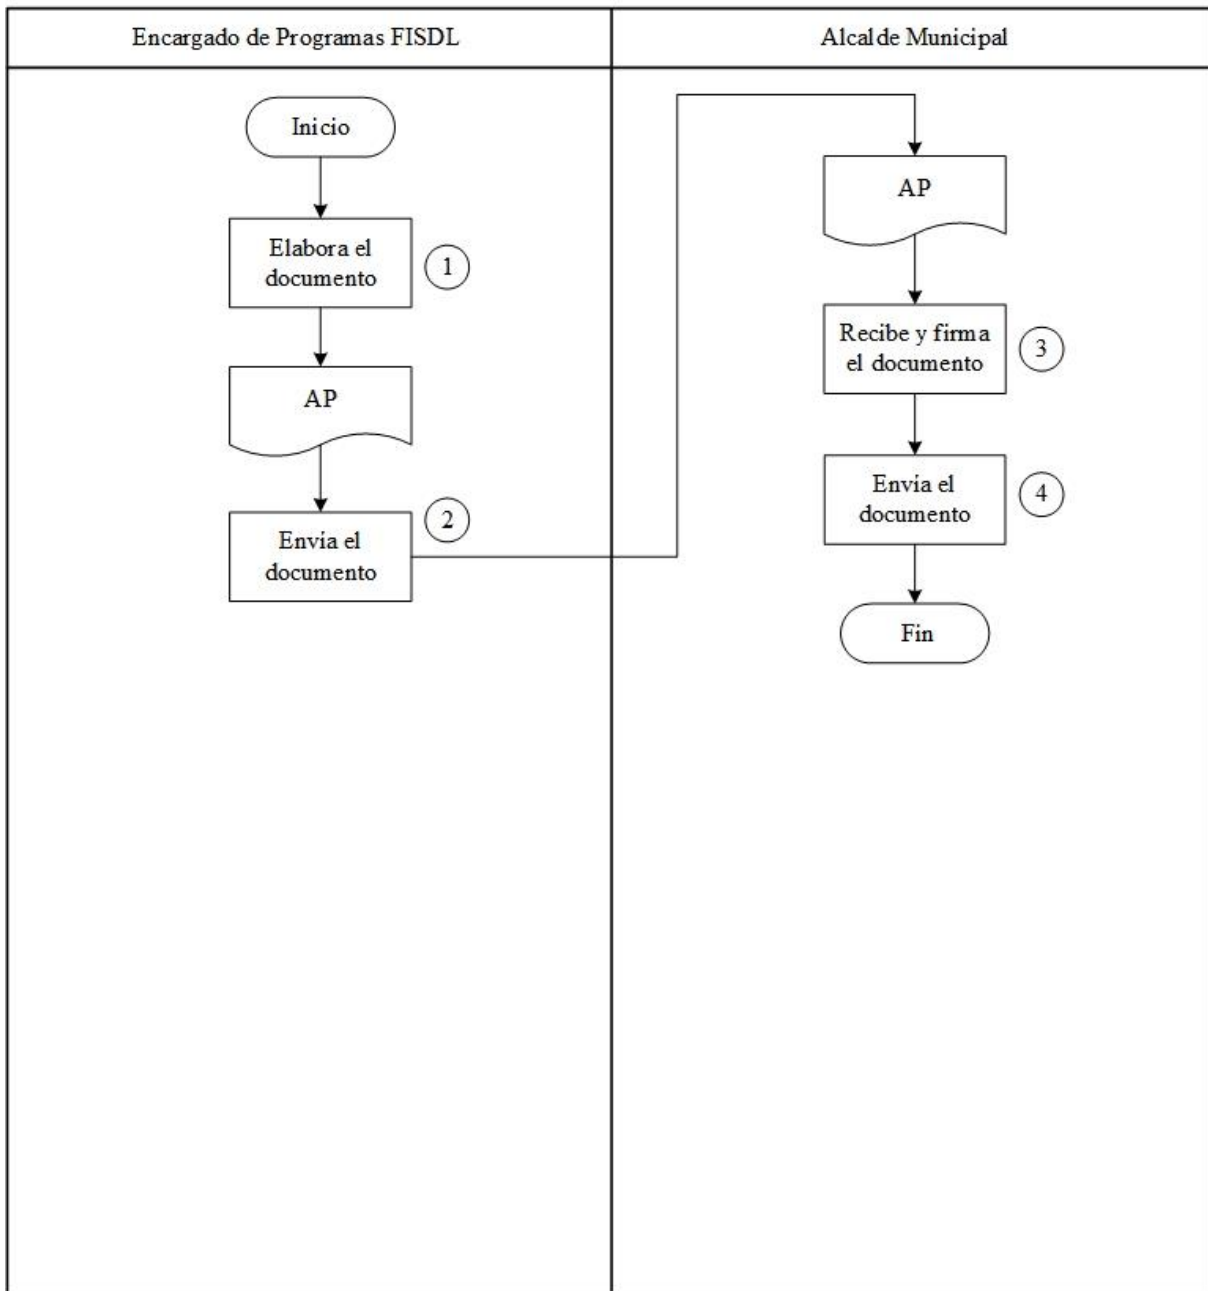 Encargado de Programas FISDL
Alcalde Municipal
Inicio
Elabora el
documento
1
AP
Envia el
documento
2
AP
Recibe y firma
el documento
3
Envia el
documento
4
Fin